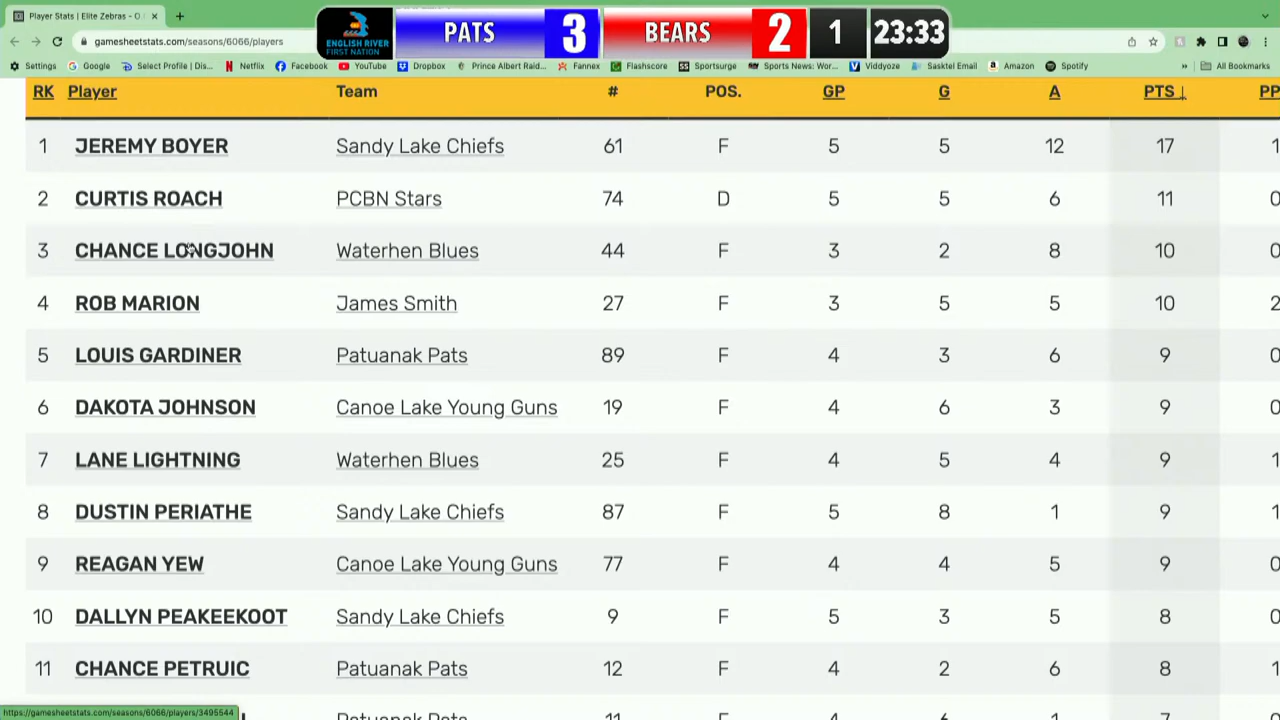 Player Stats | Elite Zebras - O
gamesheetstats.com/seasons/6066/players
ENGLISH RIVER
FIRST NATION
PATS 3 BEARS 2 1 23:33
Settings Google Select Profile | Dis... Netflix Facebook YouTube Dropbox Prince Albert Raid... Fannex Flashscore Sportsurge Sports News: Wor... Viddyoze Sasktel Email Amazon Spotify » All Bookmarks
RK Player Team # POS. GP G A PTS ↓ PP
1 JEREMY BOYER Sandy Lake Chiefs 61 F 5 5 12 17 1
2 CURTIS ROACH PCBN Stars 74 D 5 5 6 11 0
3 CHANCE LONGJOHN Waterhen Blues 44 F 3 2 8 10 0
4 ROB MARION James Smith 27 F 3 5 5 10 2
5 LOUIS GARDINER Patuanak Pats 89 F 4 3 6 9 0
6 DAKOTA JOHNSON Canoe Lake Young Guns 19 F 4 6 3 9 0
7 LANE LIGHTNING Waterhen Blues 25 F 4 5 4 9 1
8 DUSTIN PERIATHE Sandy Lake Chiefs 87 F 5 8 1 9 1
9 REAGAN YEW Canoe Lake Young Guns 77 F 4 4 5 9 0
10 DALLYN PEAKEEKOOT Sandy Lake Chiefs 9 F 5 3 5 8 0
11 CHANCE PETRUIC Patuanak Pats 12 F 4 2 6 8 1
https://gamesheetstats.com/seasons/6066/players/3495544
Patuanak Pats 11 F 4 6 1 7 0